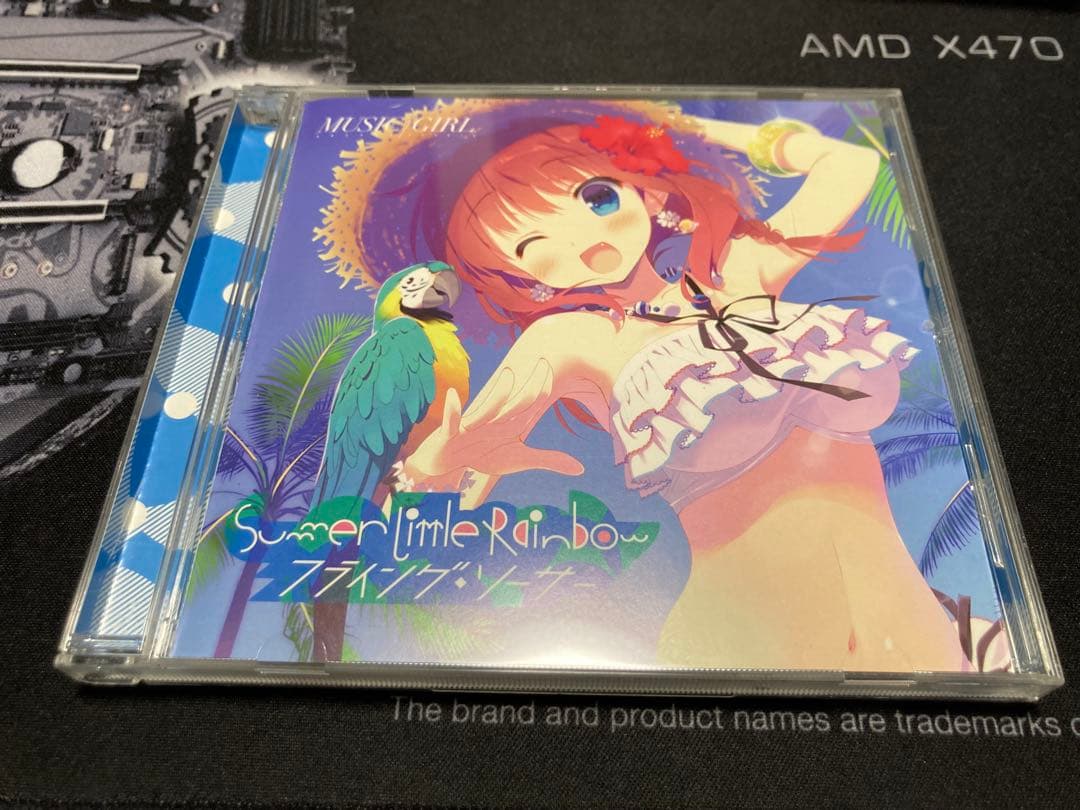 AMD X470
MUSIC GIRL
Summer Little Rainbow
フライング・ソーサー
The brand and product names are trademarks